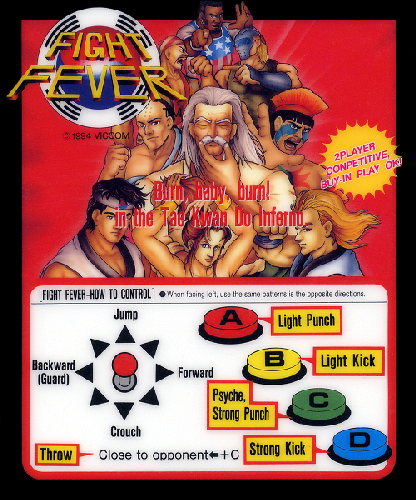 FIGHT
FEVER
© 1994 VICCOM
2PLAYER
CONPETITIVE,
BUY-IN PLAY OK!
Burn, baby, burn!
in the Tae Kwan Do Inferno.
FIGHT FEVER-HOW TO CONTROL
● When facing left, use the same patterns is the opposite directions.
Jump
Backward
(Guard)
Forward
Crouch
A
Light Punch
B
Light Kick
Psyche,
Strong Punch
C
Strong Kick
D
Throw
Close to opponent←+C